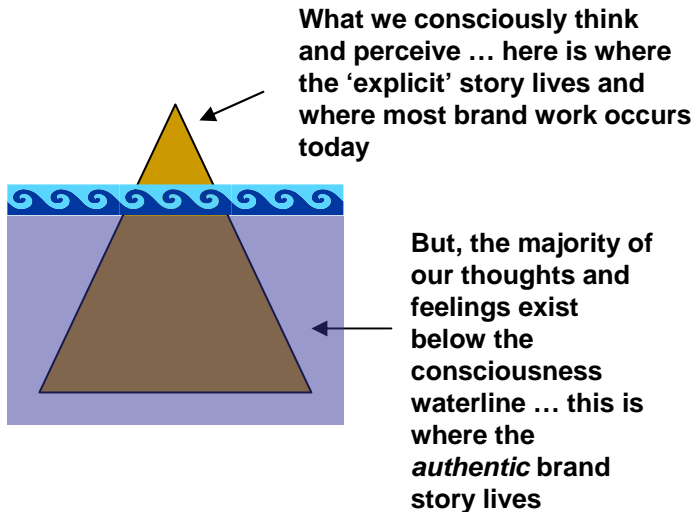 What we consciously think
and perceive … here is where
the ‘explicit’ story lives and
where most brand work occurs
today
But, the majority of
our thoughts and
feelings exist
below the
consciousness
waterline … this is
where the
authentic brand
story lives